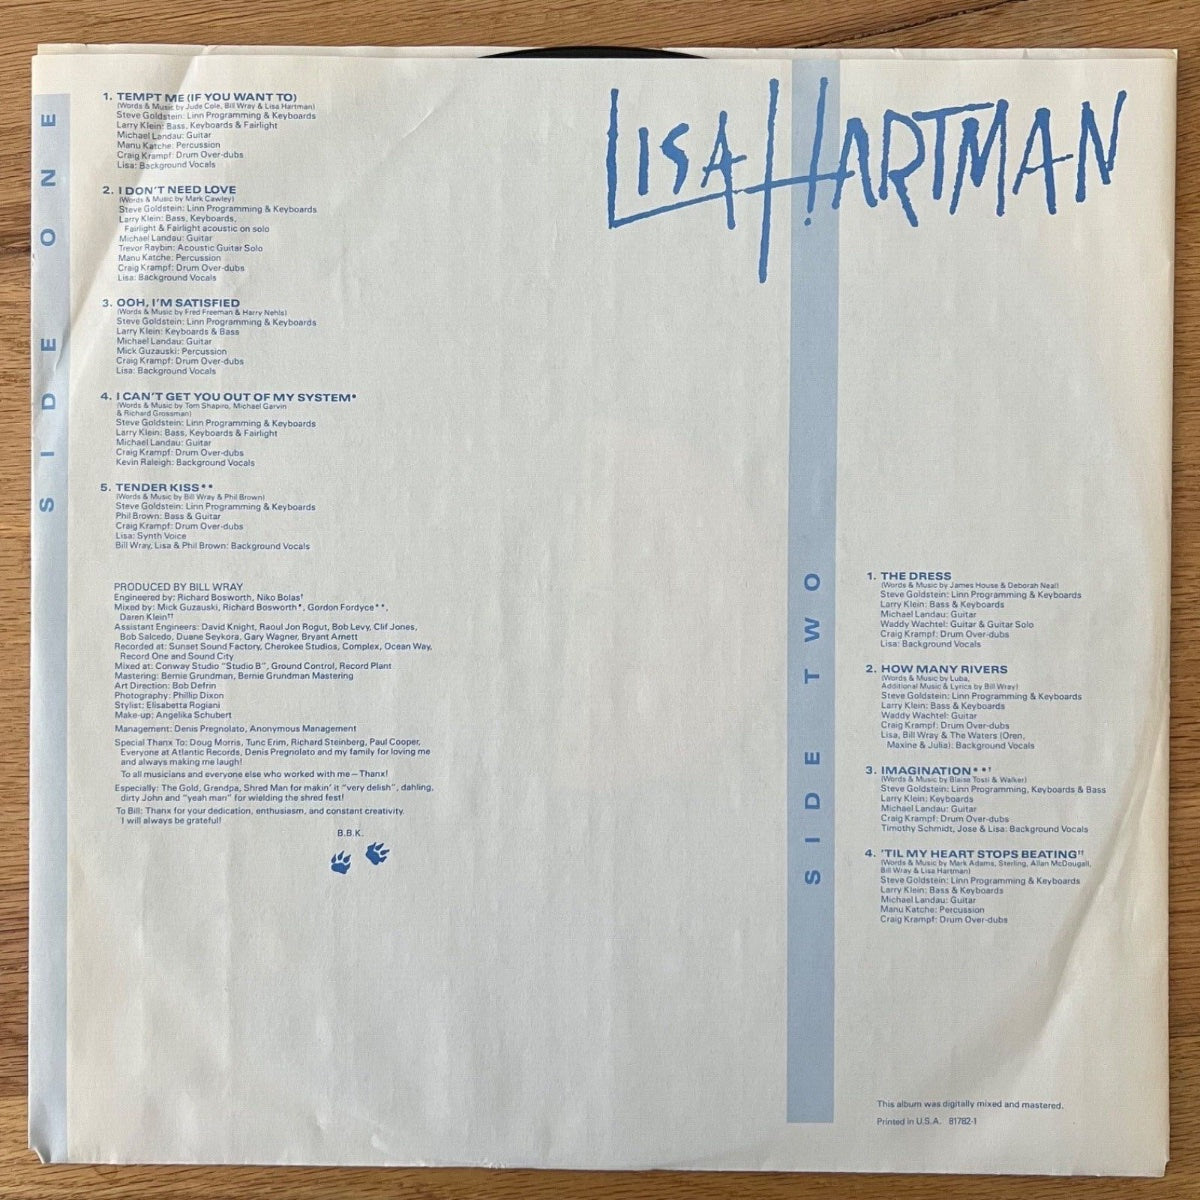 LISA HARTMAN
SIDE ONE
1. TEMPT ME (IF YOU WANT TO)
(Words & Music by Jude Cole, Bill Wray & Lisa Hartman)
Steve Goldstein: Linn Programming & Keyboards
Larry Klein: Bass, Keyboards & Fairlight
Michael Landau: Guitar
Manu Katche: Percussion
Craig Krampf: Drum Over-dubs
Lisa: Background Vocals
2. I DON'T NEED LOVE
(Words & Music by Mark Cawley)
Steve Goldstein: Linn Programming & Keyboards
Larry Klein: Bass, Keyboards,
Fairlight & Fairlight acoustic on solo
Michael Landau: Guitar
Trevor Raybin: Acoustic Guitar Solo
Manu Katche: Percussion
Craig Krampf: Drum Over-dubs
Lisa: Background Vocals
3. OOH, I'M SATISFIED
(Words & Music by Fred Freeman & Harry Nehls)
Steve Goldstein: Linn Programming & Keyboards
Larry Klein: Keyboards & Bass
Michael Landau: Guitar
Mick Guzauski: Percussion
Craig Krampf: Drum Over-dubs
Lisa: Background Vocals
4. I CAN'T GET YOU OUT OF MY SYSTEM*
(Words & Music by Tom Shapiro, Michael Garvin
& Richard Grossman)
Steve Goldstein: Linn Programming & Keyboards
Larry Klein: Bass, Keyboards & Fairlight
Michael Landau: Guitar
Craig Krampf: Drum Over-dubs
Kevin Raleigh: Background Vocals
5. TENDER KISS**
(Words & Music by Bill Wray & Phil Brown)
Steve Goldstein: Linn Programming & Keyboards
Phil Brown: Bass & Guitar
Craig Krampf: Drum Over-dubs
Lisa: Synth Voice
Bill Wray, Lisa & Phil Brown: Background Vocals
PRODUCED BY BILL WRAY
Engineered by: Richard Bosworth, Niko Bolas†
Mixed by: Mick Guzauski, Richard Bosworth*, Gordon Fordyce**,
Daren Klein††
Assistant Engineers: David Knight, Raoul Jon Rogut, Bob Levy, Clif Jones,
Bob Salcedo, Duane Seykora, Gary Wagner, Bryant Arnett
Recorded at: Sunset Sound Factory, Cherokee Studios, Complex, Ocean Way,
Record One and Sound City
Mixed at: Conway Studio "Studio B", Ground Control, Record Plant
Mastering: Bernie Grundman, Bernie Grundman Mastering
Art Direction: Bob Defrin
Photography: Phillip Dixon
Stylist: Elisabetta Rogiani
Make-up: Angelika Schubert
Management: Denis Pregnolato, Anonymous Management
Special Thanx To: Doug Morris, Tunc Erim, Richard Steinberg, Paul Cooper,
Everyone at Atlantic Records, Denis Pregnolato and my family for loving me
and always making me laugh!
To all musicians and everyone else who worked with me—Thanx!
Especially: The Gold, Grendpa, Shred Man for makin' it "very delish", dahling,
dirty John and "yeah man" for wielding the shred fest!
To Bill: Thanx for your dedication, enthusiasm, and constant creativity.
I will always be grateful!
B.B.K.
SIDE TWO
1. THE DRESS
(Words & Music by James House & Deborah Neal)
Steve Goldstein: Linn Programming & Keyboards
Larry Klein: Bass & Keyboards
Michael Landau: Guitar
Waddy Wachtel: Guitar & Guitar Solo
Craig Krampf: Drum Over-dubs
Lisa: Background Vocals
2. HOW MANY RIVERS
(Words & Music by Luba,
Additional Music & Lyrics by Bill Wray)
Steve Goldstein: Linn Programming & Keyboards
Larry Klein: Bass & Keyboards
Waddy Wachtel: Guitar
Craig Krampf: Drum Over-dubs
Lisa, Bill Wray & The Waters (Oren,
Maxine & Julia): Background Vocals
3. IMAGINATION**†
(Words & Music by Blaise Tosti & Walker)
Steve Goldstein: Linn Programming, Keyboards & Bass
Larry Klein: Keyboards
Michael Landau: Guitar
Craig Krampf: Drum Over-dubs
Timothy Schmidt, Jose & Lisa: Background Vocals
4. 'TIL MY HEART STOPS BEATING††
(Words & Music by Mark Adams, Sterling, Allan McDougall,
Bill Wray & Lisa Hartman)
Steve Goldstein: Linn Programming & Keyboards
Larry Klein: Bass & Keyboards
Michael Landau: Guitar
Manu Katche: Percussion
Craig Krampf: Drum Over-dubs
This album was digitally mixed and mastered.
Printed in U.S.A. 81782-1